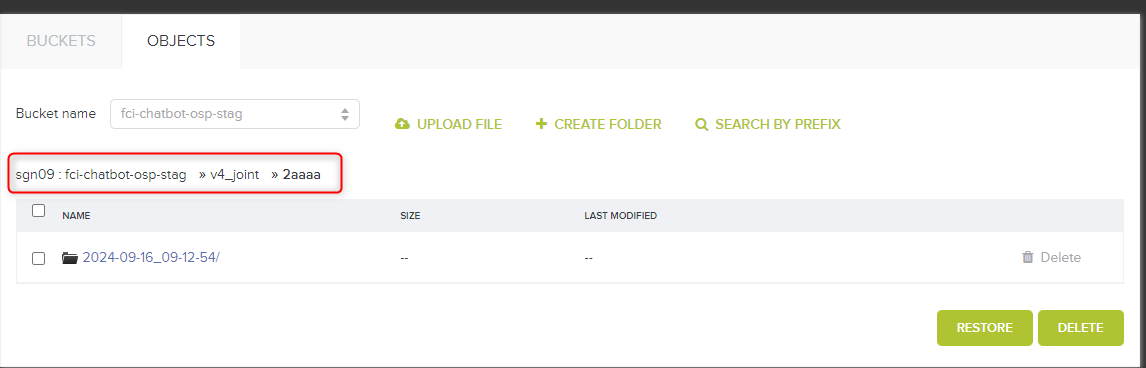 BUCKETS OBJECTS
Bucket name fci-chatbot-osp-stag UPLOAD FILE CREATE FOLDER SEARCH BY PREFIX
sgn09 : fci-chatbot-osp-stag » v4_joint » 2aaaa
NAME SIZE LAST MODIFIED
2024-09-16_09-12-54/ -- -- Delete
RESTORE DELETE